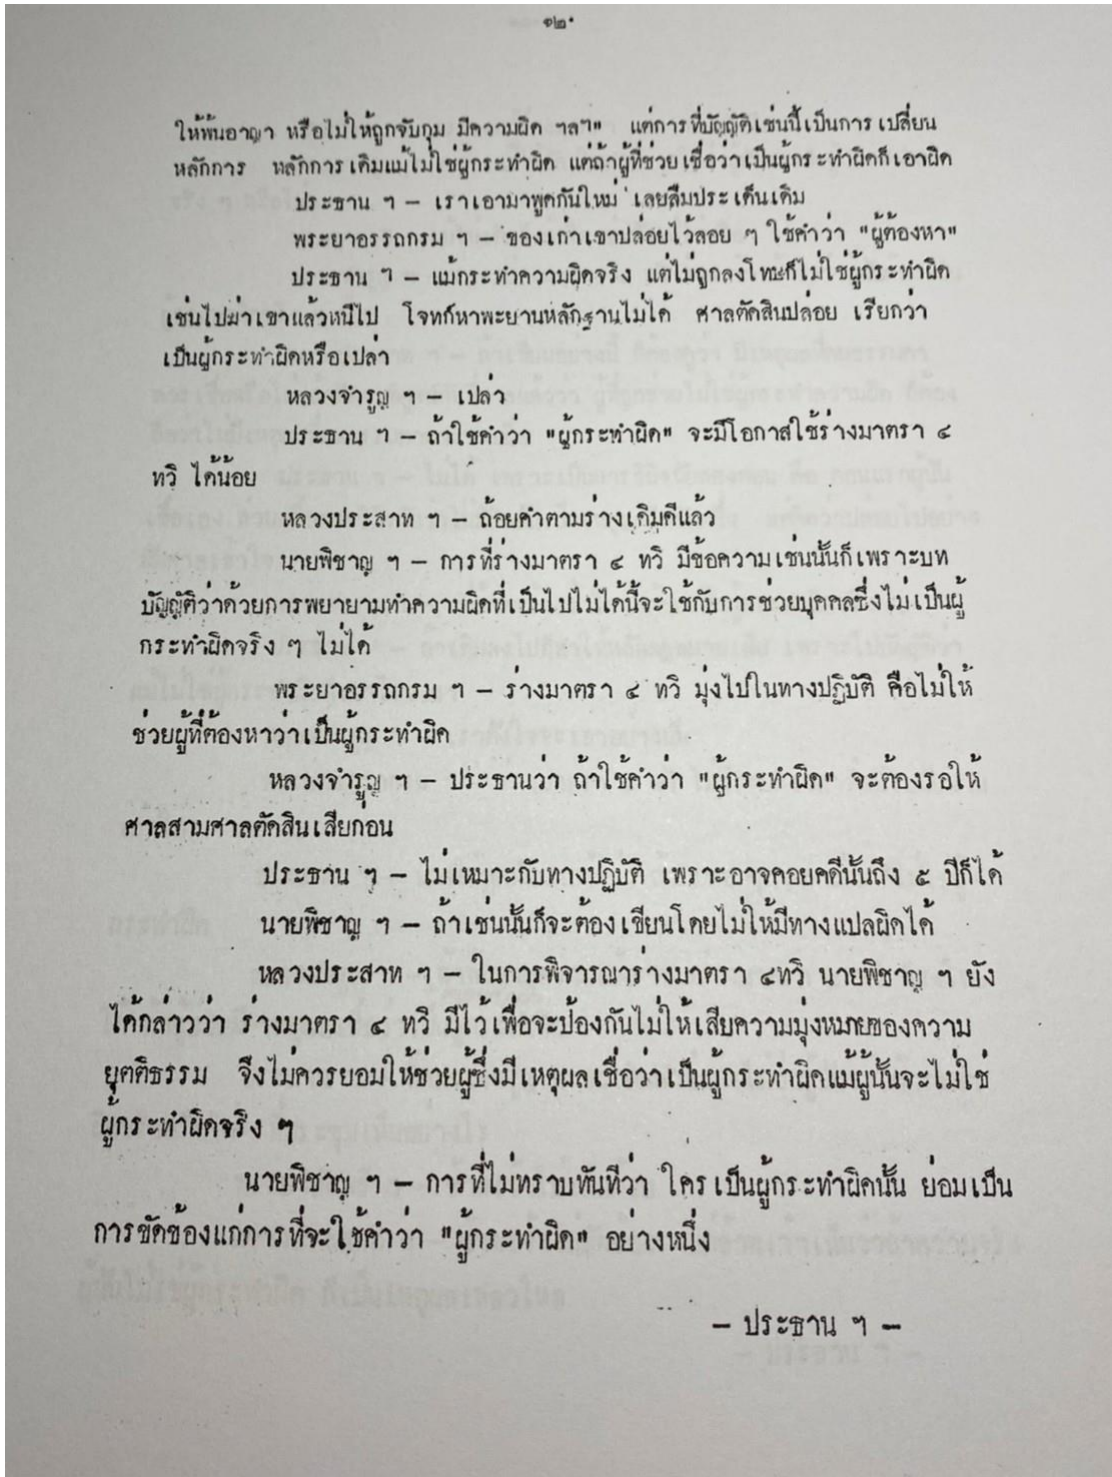 ๑๒
ให้พ้นอาญา หรือไม่ให้ถูกจับกุม มีความผิด ฯลฯ" แต่การที่บัญญัติเช่นนี้เป็นการเปลี่ยน
หลักการ หลักการเดิมแม้ไม่ใช่ผู้กระทำผิด แต่ถ้าผู้ที่ช่วยเชื่อว่าเป็นผู้กระทำผิดก็เอาผิด
ประธาน ฯ – เราเอามาพูดกันใหม่ เลยลืมประเด็นเดิม
พระยาอรรถกรม ฯ – ของเก่าเขาปล่อยไว้ลอย ๆ ใช้คำว่า "ผู้ต้องหา"
ประธาน ฯ – แม้กระทำความผิดจริง แต่ไม่ถูกลงโทษก็ไม่ใช่ผู้กระทำผิด
เช่นไปฆ่าเขาแล้วหนีไป โจทก์หาพะยานหลักฐานไม่ได้ ศาลตัดสินปล่อย เรียกว่า
เป็นผู้กระทำผิดหรือเปล่า
หลวงจำรูญ ฯ – เปล่า
ประธาน ฯ – ถ้าใช้คำว่า "ผู้กระทำผิด" จะมีโอกาสใช้ร่างมาตรา ๔
ทวิ ได้น้อย
หลวงประสาท ฯ – ถ้อยคำตามร่างเดิมดีแล้ว
นายพิชาญ ฯ – การที่ร่างมาตรา ๔ ทวิ มีข้อความเช่นนั้นก็เพราะบท
บัญญัติว่าด้วยการพยายามทำความผิดที่เป็นไปไม่ได้นี้จะใช้กับการช่วยบุคคลซึ่งไม่เป็นผู้
กระทำผิดจริง ๆ ไม่ได้
พระยาอรรถกรม ฯ – ร่างมาตรา ๔ ทวิ มุ่งไปในทางปฏิบัติ คือไม่ให้
ช่วยผู้ที่ต้องหาว่าเป็นผู้กระทำผิด
หลวงจำรูญ ฯ – ประธานว่า ถ้าใช้คำว่า "ผู้กระทำผิด" จะต้องรอให้
ศาลสามศาลตัดสินเสียก่อน
ประธาน ฯ – ไม่เหมาะกับทางปฏิบัติ เพราะอาจคอยคดีนั้นถึง ๕ ปีก็ได้
นายพิชาญ ฯ – ถ้าเช่นนั้นก็จะต้องเขียนโดยไม่ให้มีทางแปลผิดได้
หลวงประสาท ฯ – ในการพิจารณาร่างมาตรา ๔ทวิ นายพิชาญ ฯ ยัง
ได้กล่าวว่า ร่างมาตรา ๔ ทวิ มีไว้เพื่อจะป้องกันไม่ให้เสียความมุ่งหมายของความ
ยุตติธรรม จึงไม่ควรยอมให้ช่วยผู้ซึ่งมีเหตุผลเชื่อว่าเป็นผู้กระทำผิดแม้ผู้นั้นจะไม่ใช่
ผู้กระทำผิดจริง ๆ
นายพิชาญ ฯ – การที่ไม่ทราบทันทีว่า ใครเป็นผู้กระทำผิดนั้น ย่อมเป็น
การขัดข้องแก่การที่จะใช้คำว่า "ผู้กระทำผิด" อย่างหนึ่ง
– ประธาน ฯ –